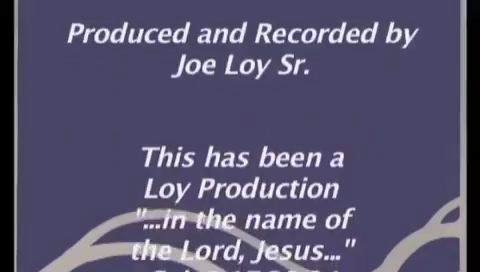 Produced and Recorded by
Joe Loy Sr.
This has been a
Loy Production
"...in the name of
the Lord, Jesus..."